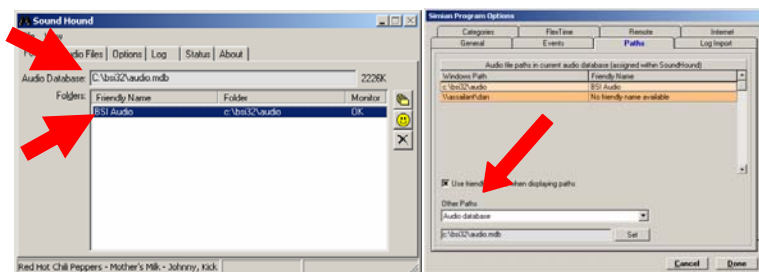 Sound Hound
Files | Options | Log | Status | About
Audio Database: C:\bsi32\audio.mdb 2226K
Folders: Friendly Name Folder Monitor
BSI Audio c:\bsi32\audio OK
Red Hot Chili Peppers - Mother's Milk - Johnny, Kick
Simian Program Options
Categories FlexTime Remote Internet
General Events Paths Log Import
Audio file paths in current audio database (assigned within SoundHound)
Windows Path Friendly Name
c:\bsi32\audio BSI Audio
\\assailant\dan No friendly name available
Use friendly when displaying paths
Other Paths
Audio database
c:\bsi32\audio.mdb Set
Cancel Done